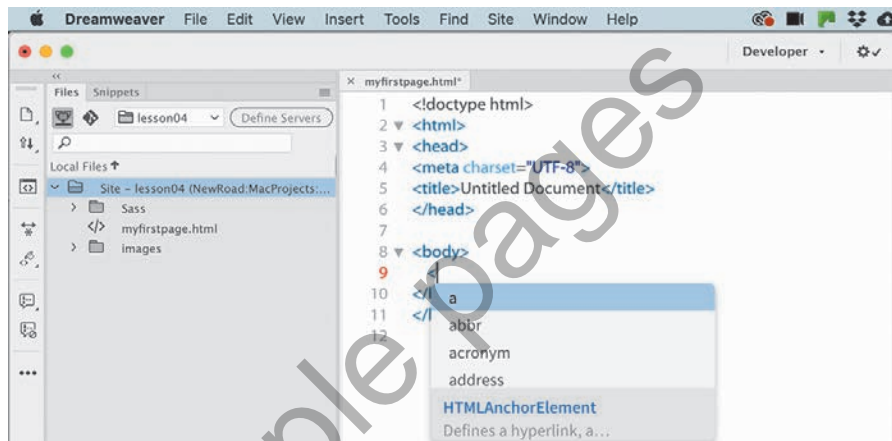 Dreamweaver File Edit View Insert Tools Find Site Window Help
Developer
Files Snippets
lesson04 Define Servers
Local Files
Site – lesson04 (NewRoad:MacProjects:...
Sass
myfirstpage.html
images
× myfirstpage.html*
1 <!doctype html>
2 <html>
3 <head>
4 <meta charset="UTF-8">
5 <title>Untitled Document</title>
6 </head>
7
8 <body>
9 <
10 </
11 </
12
a
abbr
acronym
address
HTMLAnchorElement
Defines a hyperlink, a...
ple pages